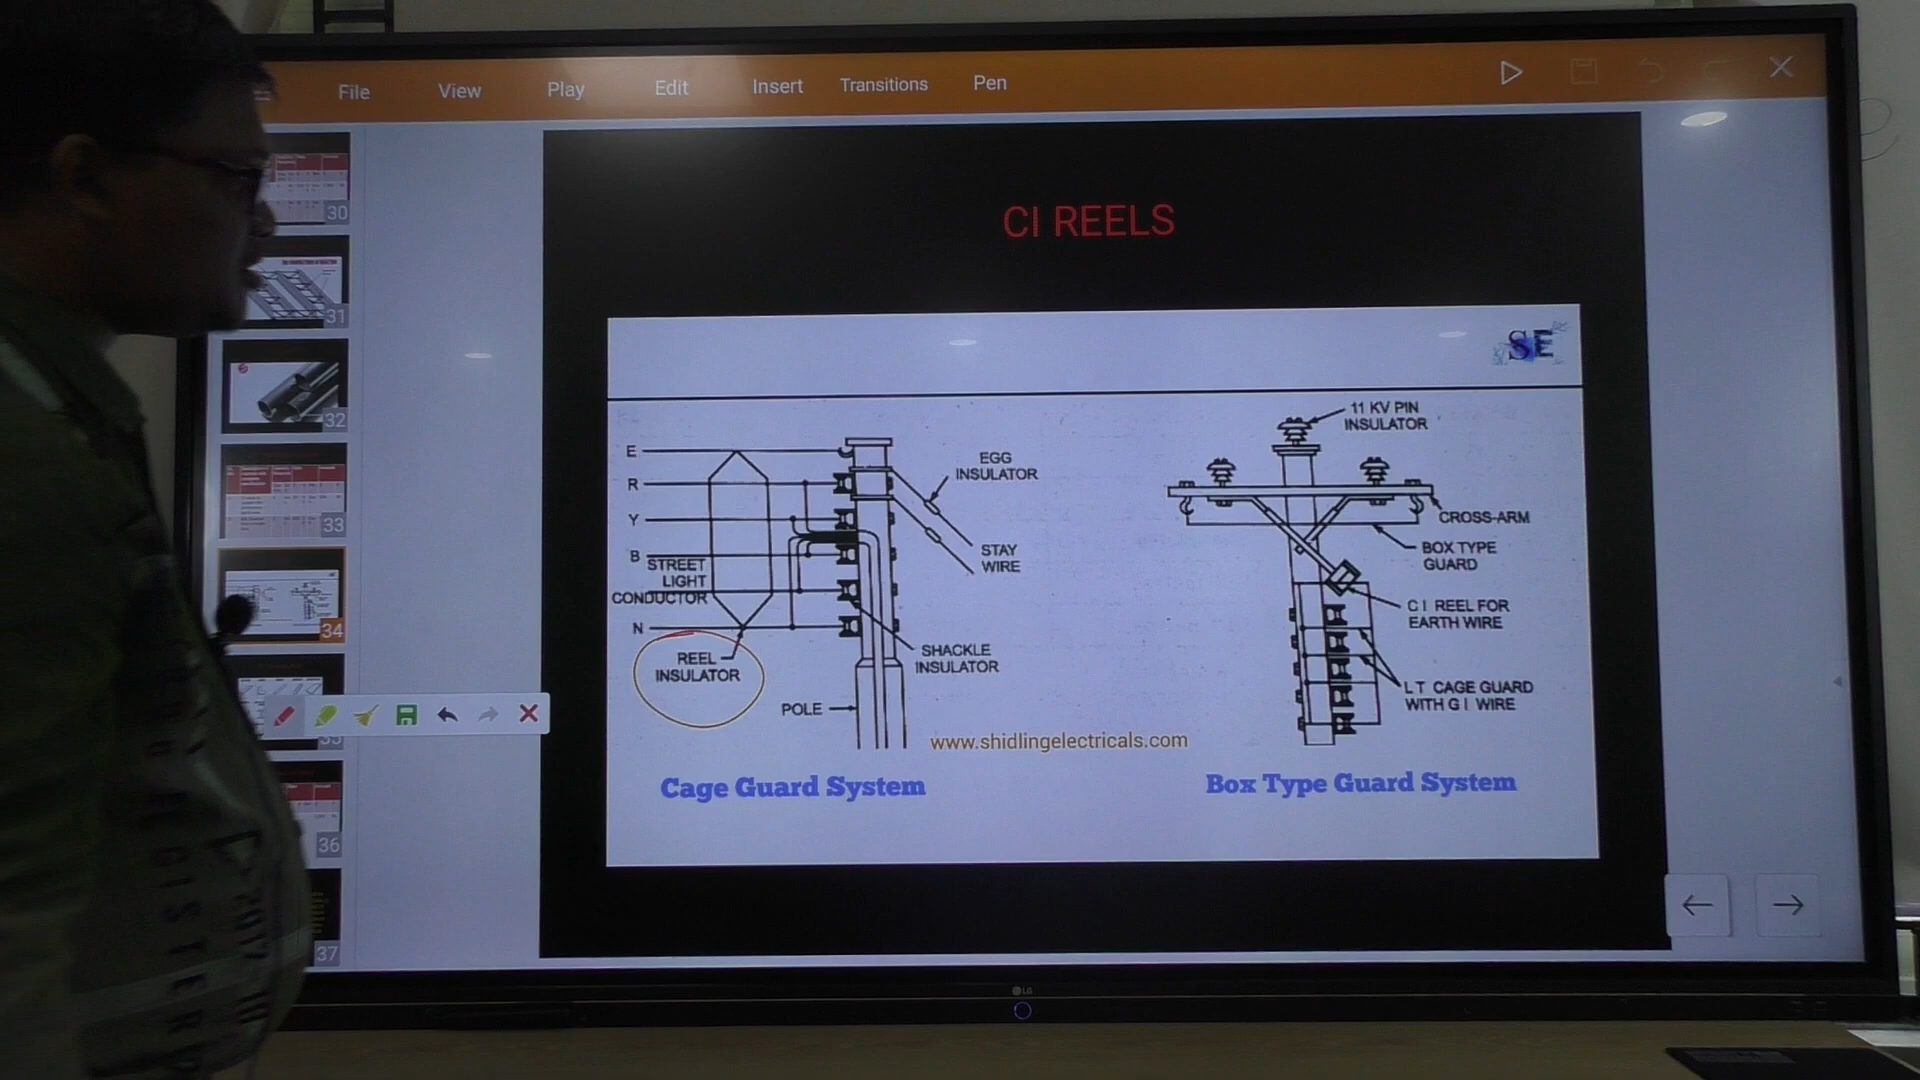 File View Play Edit Insert Transitions Pen
30
31
32
33
34
35
36
37
CI REELS
SE
E
R
Y
B
STREET
LIGHT
CONDUCTOR
N
REEL
INSULATOR
POLE
EGG
INSULATOR
STAY
WIRE
SHACKLE
INSULATOR
11 KV PIN
INSULATOR
CROSS-ARM
BOX TYPE
GUARD
C I REEL FOR
EARTH WIRE
L T CAGE GUARD
WITH G I WIRE
www.shidlingelectricals.com
Cage Guard System
Box Type Guard System
LG